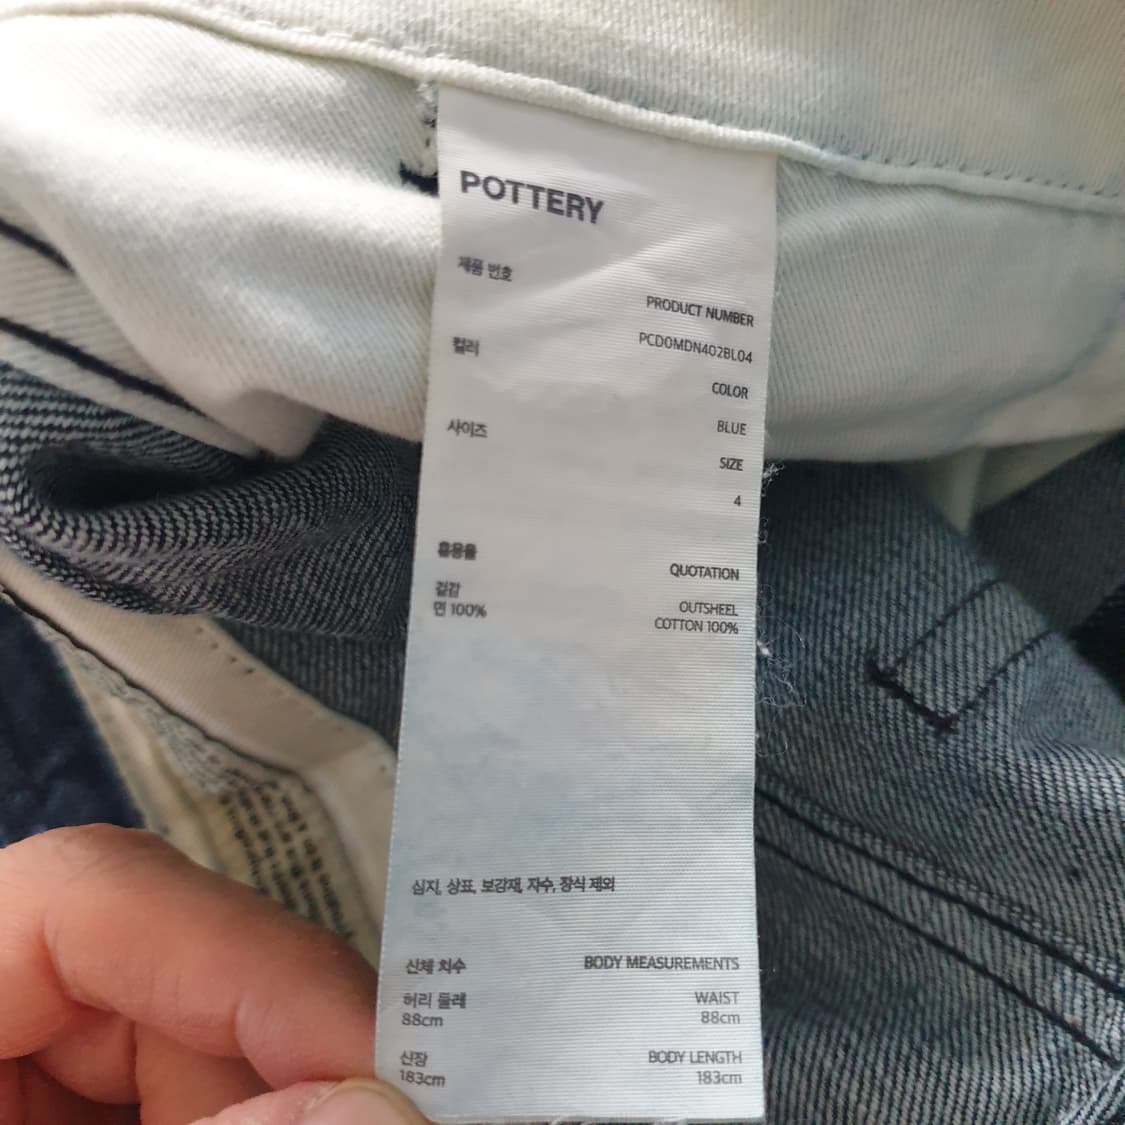 POTTERY
제품 번호
PRODUCT NUMBER
PCD0MDN402BL04
컬러
COLOR
BLUE
사이즈
SIZE
4
혼용율
QUOTATION
겉감
OUTSHEEL
면 100%
COTTON 100%
심지, 상표, 보강재, 자수, 장식 제외
신체 치수
BODY MEASUREMENTS
허리 둘레
WAIST
88cm
88cm
신장
BODY LENGTH
183cm
183cm